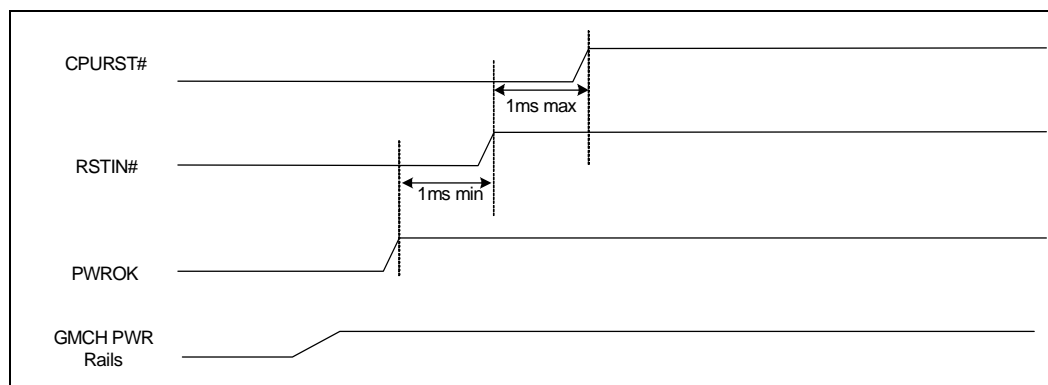 CPURST#
1ms max
RSTIN#
1ms min
PWROK
GMCH PWR
Rails